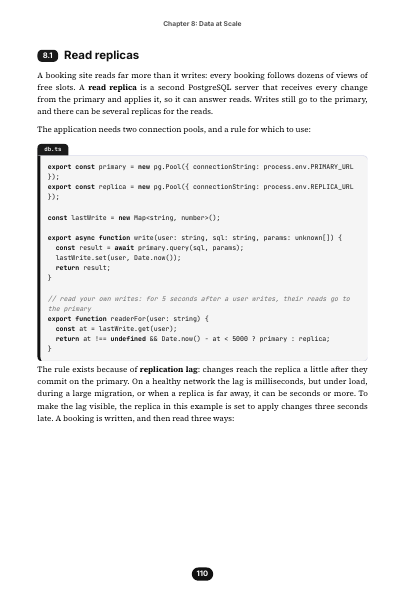 Chapter 8: Data at Scale
8.1 Read replicas
A booking site reads far more than it writes: every booking follows dozens of views of
free slots. A read replica is a second PostgreSQL server that receives every change
from the primary and applies it, so it can answer reads. Writes still go to the primary,
and there can be several replicas for the reads.
The application needs two connection pools, and a rule for which to use:
db.ts
export const primary = new pg.Pool({ connectionString: process.env.PRIMARY_URL
});
export const replica = new pg.Pool({ connectionString: process.env.REPLICA_URL
});
const lastWrite = new Map<string, number>();
export async function write(user: string, sql: string, params: unknown[]) {
  const result = await primary.query(sql, params);
  lastWrite.set(user, Date.now());
  return result;
}
// read your own writes: for 5 seconds after a user writes, their reads go to
the primary
export function readerFor(user: string) {
  const at = lastWrite.get(user);
  return at !== undefined && Date.now() - at < 5000 ? primary : replica;
}
The rule exists because of replication lag: changes reach the replica a little after they
commit on the primary. On a healthy network the lag is milliseconds, but under load,
during a large migration, or when a replica is far away, it can be seconds or more. To
make the lag visible, the replica in this example is set to apply changes three seconds
late. A booking is written, and then read three ways:
110